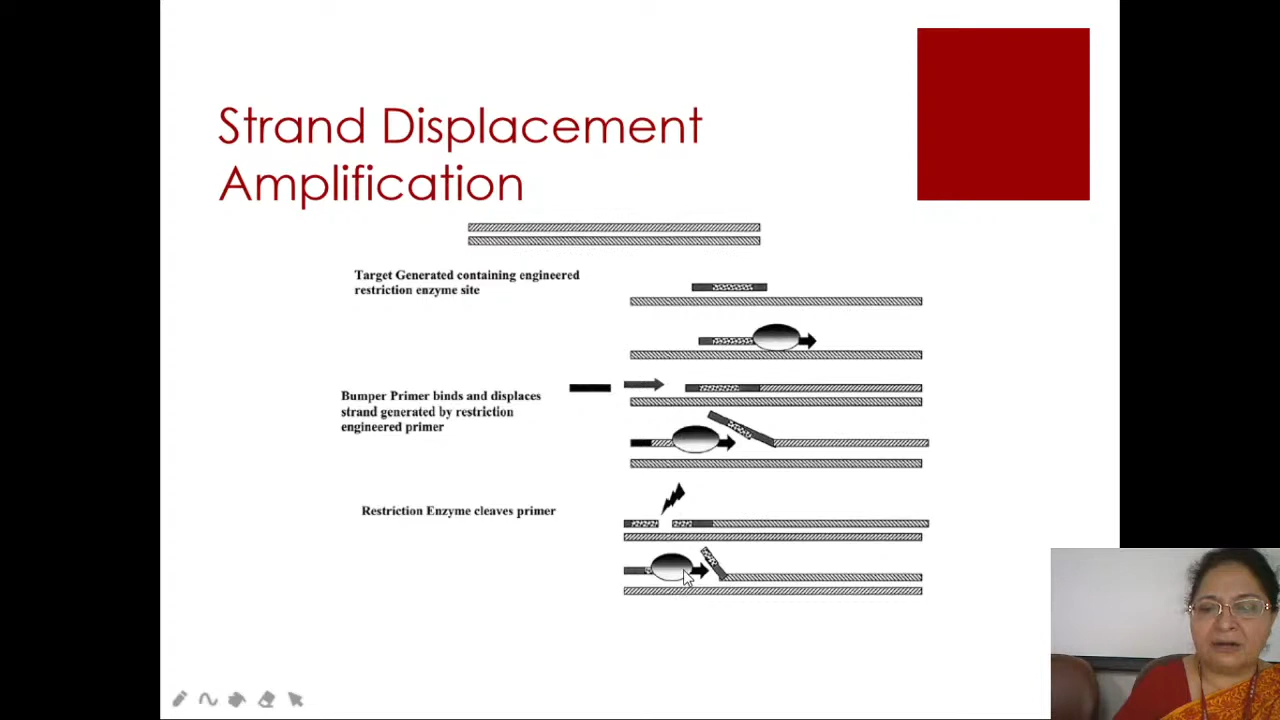 Strand Displacement
Amplification
Target Generated containing engineered
restriction enzyme site
Bumper Primer binds and displaces
strand generated by restriction
engineered primer
Restriction Enzyme cleaves primer